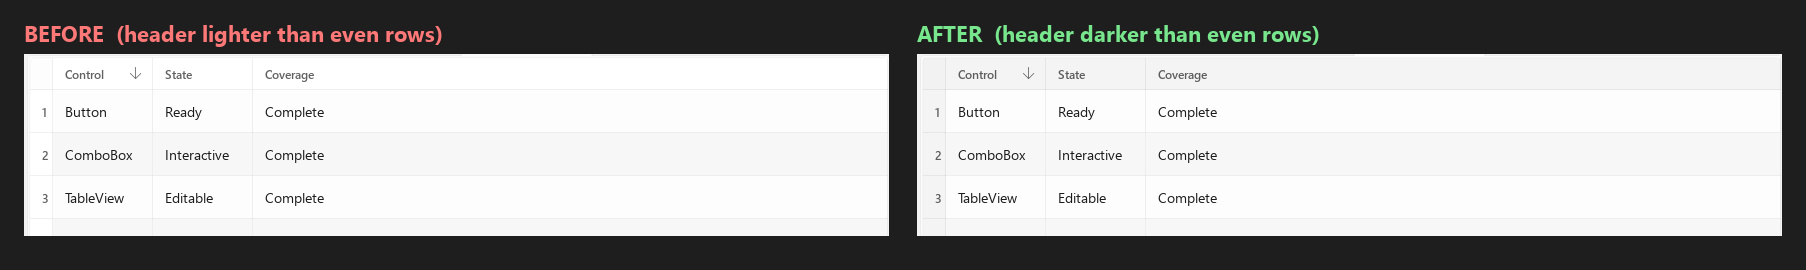 BEFORE (header lighter than even rows)
Control ↓ State Coverage
1 Button Ready Complete
2 ComboBox Interactive Complete
3 TableView Editable Complete
AFTER (header darker than even rows)
Control ↓ State Coverage
1 Button Ready Complete
2 ComboBox Interactive Complete
3 TableView Editable Complete